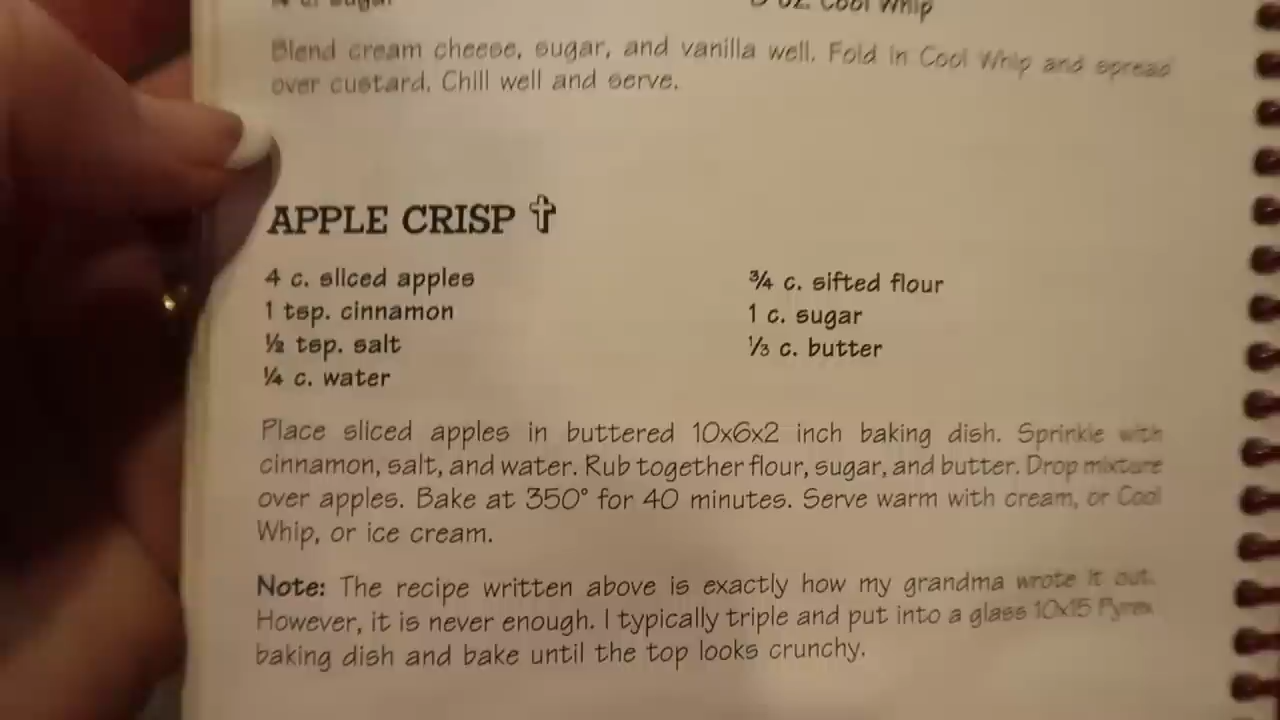 sugar
oz. Cool Whip
Blend cream cheese, sugar, and vanilla well. Fold in Cool Whip and spread
over custard. Chill well and serve.
APPLE CRISP ✝
4 c. sliced apples
1 tsp. cinnamon
½ tsp. salt
¼ c. water
¾ c. sifted flour
1 c. sugar
⅓ c. butter
Place sliced apples in buttered 10x6x2 inch baking dish. Sprinkle with
cinnamon, salt, and water. Rub together flour, sugar, and butter. Drop mixture
over apples. Bake at 350° for 40 minutes. Serve warm with cream, or Cool
Whip, or ice cream.
Note: The recipe written above is exactly how my grandma wrote it out.
However, it is never enough. I typically triple and put into a glass 10x15 Pyrex
baking dish and bake until the top looks crunchy.